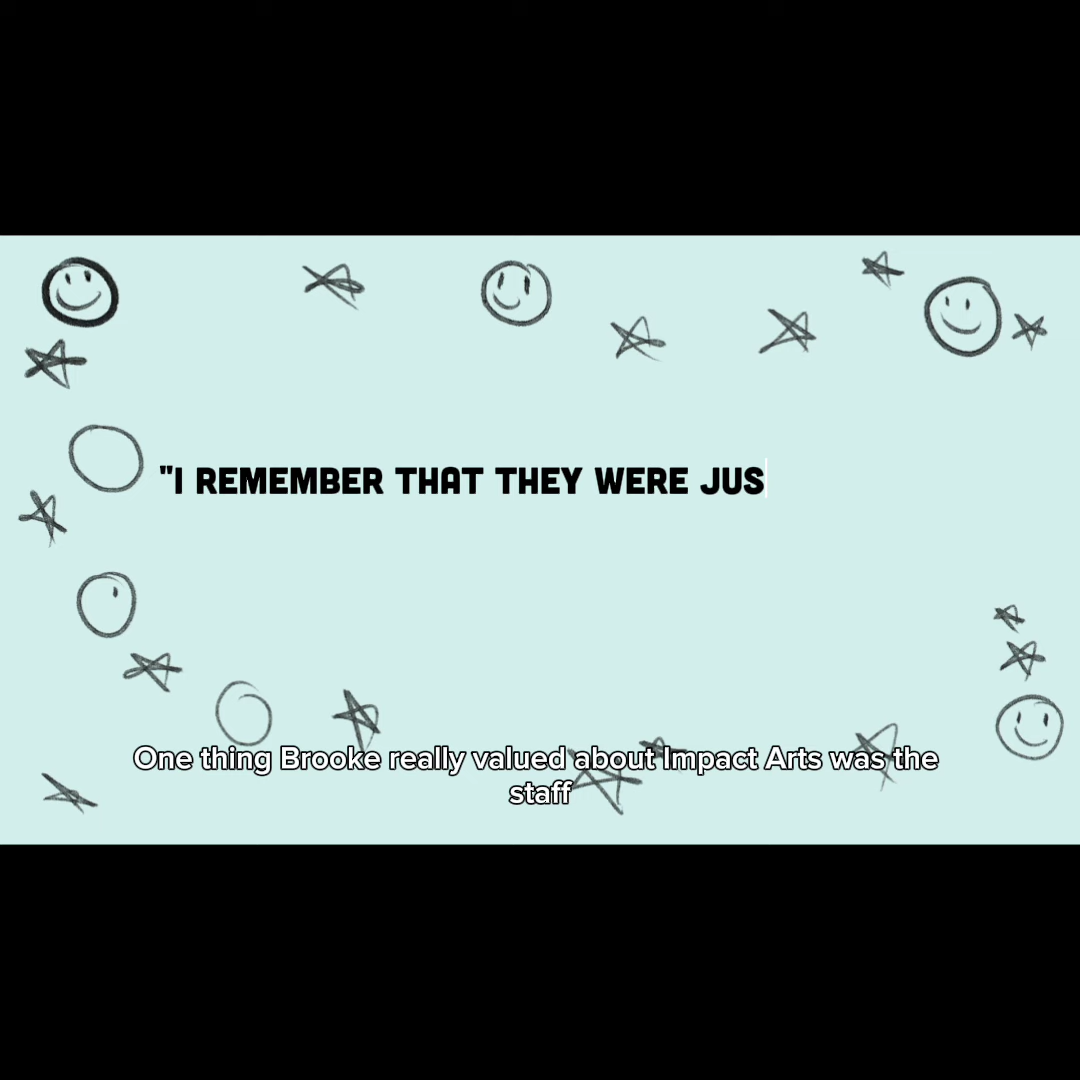 "I REMEMBER THAT THEY WERE JUS
One thing Brooke really valued about Impact Arts was the
staff